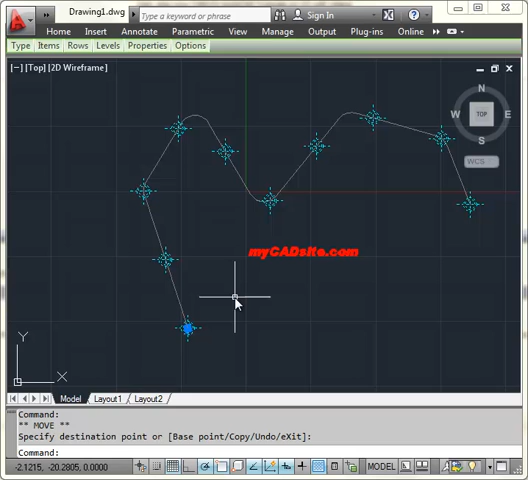 Drawing1.dwg
Type a keyword or phrase
Sign In
Home Insert Annotate Parametric View Manage Output Plug-ins Online
Type Items Rows Levels Properties Options
[−] [Top] [2D Wireframe]
N
W TOP E
S
WCS
myCADsite.com
Y
X
Model Layout1 Layout2
Command:
** MOVE **
Specify destination point or [Base point/Copy/Undo/eXit]:
Command:
-2.1215, -20.2805, 0.0000 MODEL